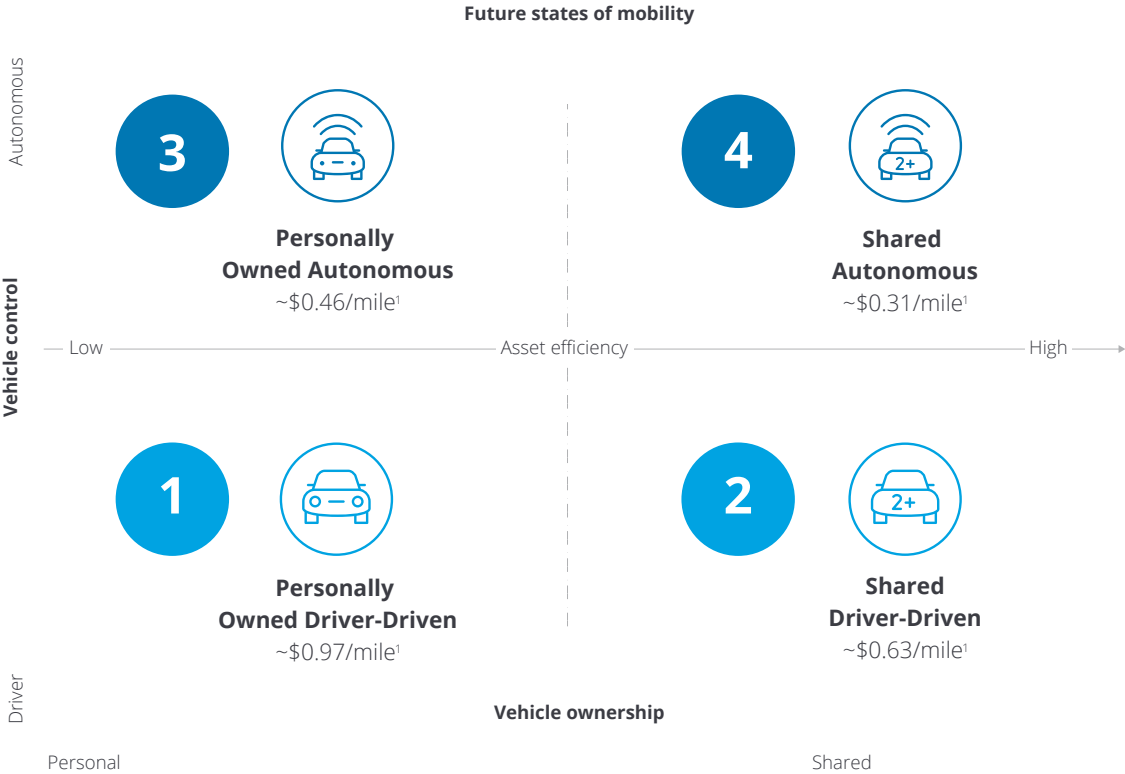 Future states of mobility
Autonomous
3
4
2+
Personally
Owned Autonomous
~$0.46/mile¹
Shared
Autonomous
~$0.31/mile¹
Vehicle control
Low
Asset efficiency
High
1
2
2+
Personally
Owned Driver-Driven
~$0.97/mile¹
Shared
Driver-Driven
~$0.63/mile¹
Driver
Vehicle ownership
Personal
Shared